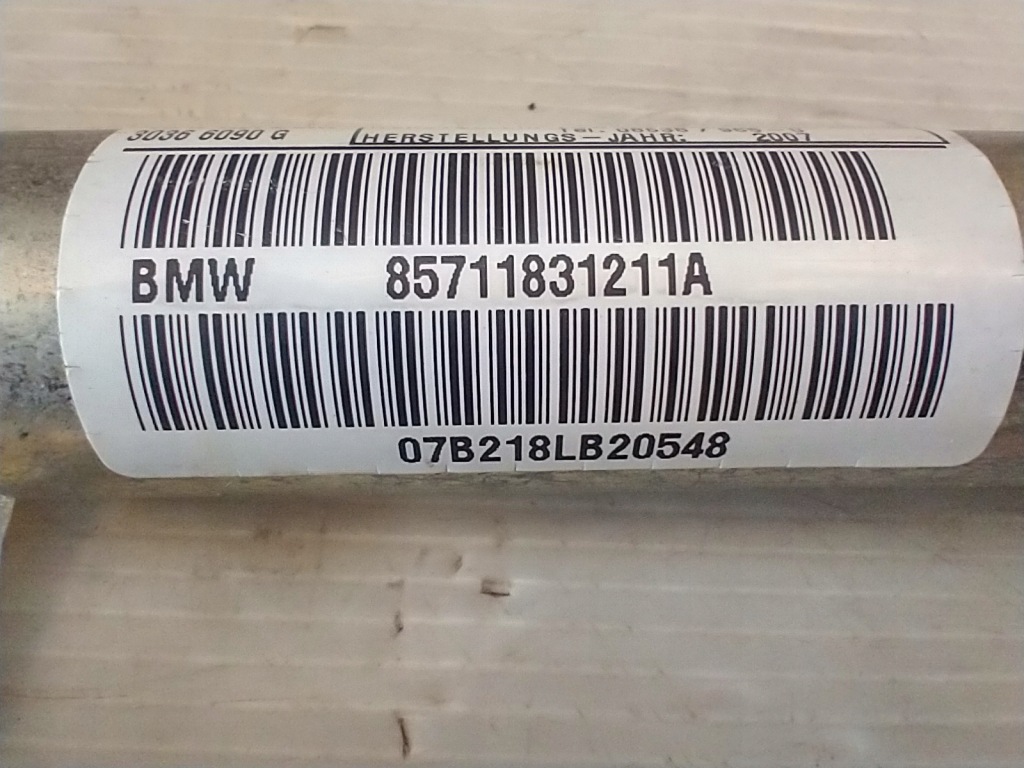 3036 6090 G
HERSTELLUNGS-JAHR: 2007
BMW 85711831211A
07B218LB20548